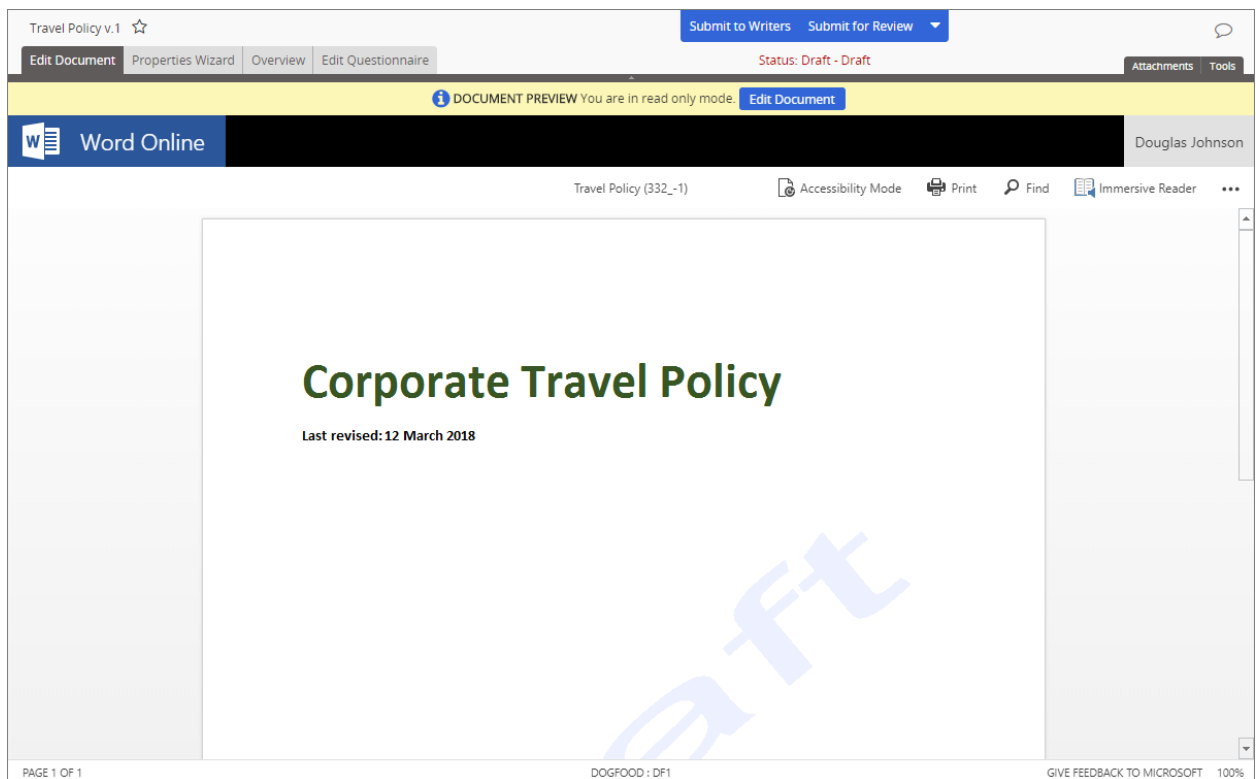 Travel Policy v.1
Submit to Writers Submit for Review
Edit Document Properties Wizard Overview Edit Questionnaire
Status: Draft - Draft
Attachments Tools
DOCUMENT PREVIEW You are in read only mode. Edit Document
Word Online
Douglas Johnson
Travel Policy (332_-1) Accessibility Mode Print Find Immersive Reader ...
Corporate Travel Policy
Last revised: 12 March 2018
aft
PAGE 1 OF 1 DOGFOOD : DF1 GIVE FEEDBACK TO MICROSOFT 100%